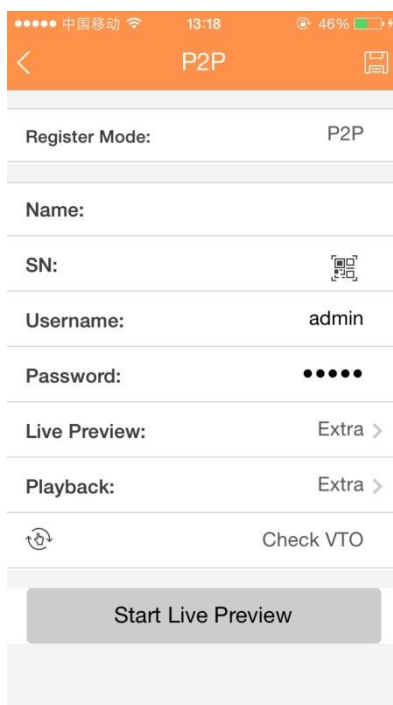 中国移动 13:18 46%
P2P
Register Mode: P2P
Name:
SN:
Username: admin
Password: •••••
Live Preview: Extra
Playback: Extra
Check VTO
Start Live Preview